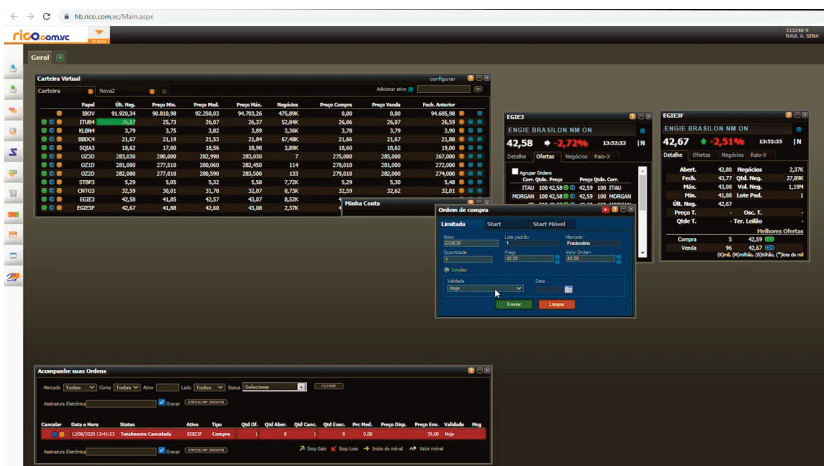 hb.rico.com.vc/Main.aspx
rico.com.vc
113248-9
RAUL A. SENA
Geral
Carteira Virtual configurar
Carteira Nova2 Adicionar ativo
Papel Últ. Neg. Preço Mín. Preço Med. Preço Máx. Negócios Preço Compra Preço Venda Fech. Anterior
IBOV 91.920,34 90.810,98 92.258,03 94.703,26 475,89K 0,00 0,00 94.685,98
ITUB4 26,07 25,73 26,07 26,37 52,04K 26,06 26,07 26,59
KLBN4 3,79 3,75 3,82 3,89 3,36K 3,78 3,79 3,90
BBDC4 21,67 21,19 21,53 21,84 67,48K 21,66 21,67 21,88
SQIA3 18,62 17,80 18,56 18,98 3,89K 18,60 18,62 19,00
OZ3D 283,030 280,000 282,990 283,030 7 275,000 285,000 267,000
OZ1D 281,000 277,510 280,060 282,450 114 278,010 281,000 272,000
OZ2D 282,000 277,010 280,590 283,500 133 279,010 282,000 274,000
STBP3 5,29 5,05 5,32 5,58 7,72K 5,29 5,30 5,48
CNTO3 32,59 30,01 31,78 32,87 8,73K 32,59 32,62 32,01
EGIE3 42,58 41,85 42,57 43,07 8,52K
EGIE3F 42,67 41,88 42,60 43,08 2,37K
Minha Conta
EGIE3
ENGIE BRASILON NM ON
42,58 -2,72% 13:52:33 |N
Detalhe Ofertas Negócios Raio-X
Agrupar Ordens
Corr. Qtde. Preço Preço Qtde. Corr.
ITAU 100 42,58 42,59 100 ITAU
MORGAN 100 42,58 42,59 100 MORGAN
EGIE3F
ENGIE BRASILON NM ON
42,67 -2,51% 13:52:33 |N
Detalhe Ofertas Negócios Raio-X
Abert. 42,80 Negócios 2,37K
Fech. 43,77 Qtd. Neg. 27,89K
Máx. 43,08 Vol. Neg. 1,19M
Mín. 41,88 Lote Pad. 1
Últ. Neg. 42,67
Preço T. - Osc. T. -
Qtde T. - Ter. Leilão -
Melhores Ofertas
Compra 5 42,59
Venda 96 42,67
(K)mil, (M)milhão, (B)bilhão, (*)lote de mil
Ordem de compra
Limitada Start Start Móvel
Ativo Lote padrão Mercado
EGIE3F 1 Fracionário
Quantidade Preço Valor Ordem
1
Simples
Validade Data
Hoje
Enviar Limpar
Acompanhe suas Ordens
Mercado Todas Conta Todas Ativo Lado Todos Status Selecione FILTRAR
Assinatura Eletrônica Gravar CANCELAR ORDENS
Cancelar Data e Hora Status Ativo Tipo Qtd Of. Qtd Aber. Qtd Canc. Qtd Exec. Prc Med. Preço Disp. Preço Env. Validade Msg
12/06/2020 13:41:53 Totalmente Cancelada EGIE3F Compra 1 0 1 0 0,00 35,00 Hoje
Assinatura Eletrônica Gravar CANCELAR ORDENS Stop Gain Stop Loss Início do móvel Valor móvel